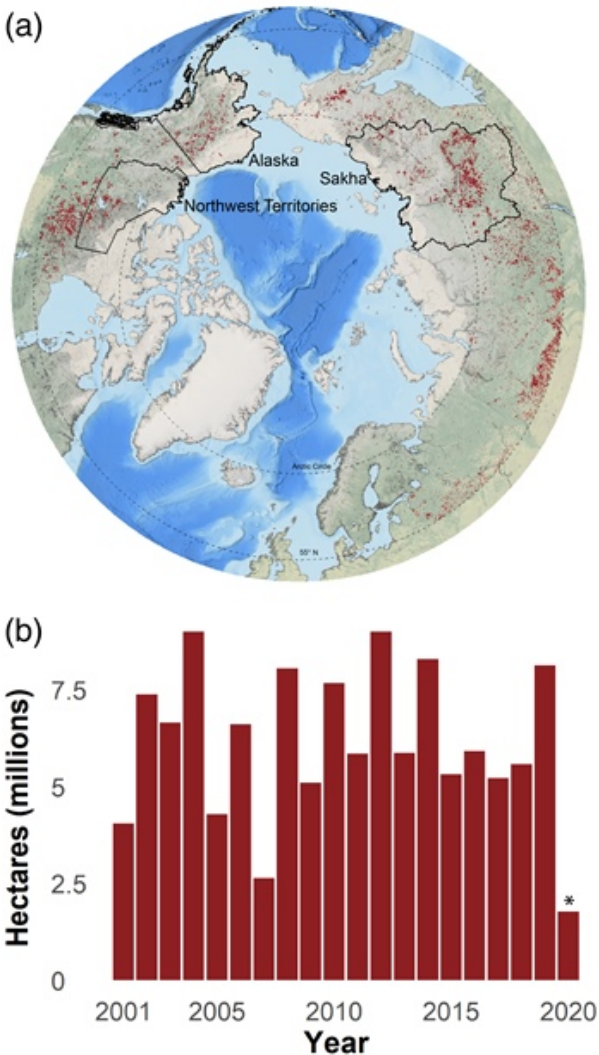 (a)
Alaska
Sakha
Northwest Territories
Arctic Circle
55° N
(b)
Hectares (millions)
7.5
5
2.5
0
*
2001 2005 2010 2015 2020
Year